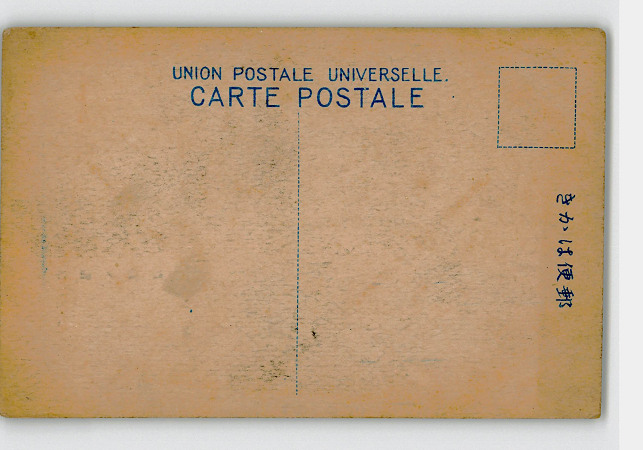 UNION POSTALE UNIVERSELLE.
CARTE POSTALE
きかは便郵